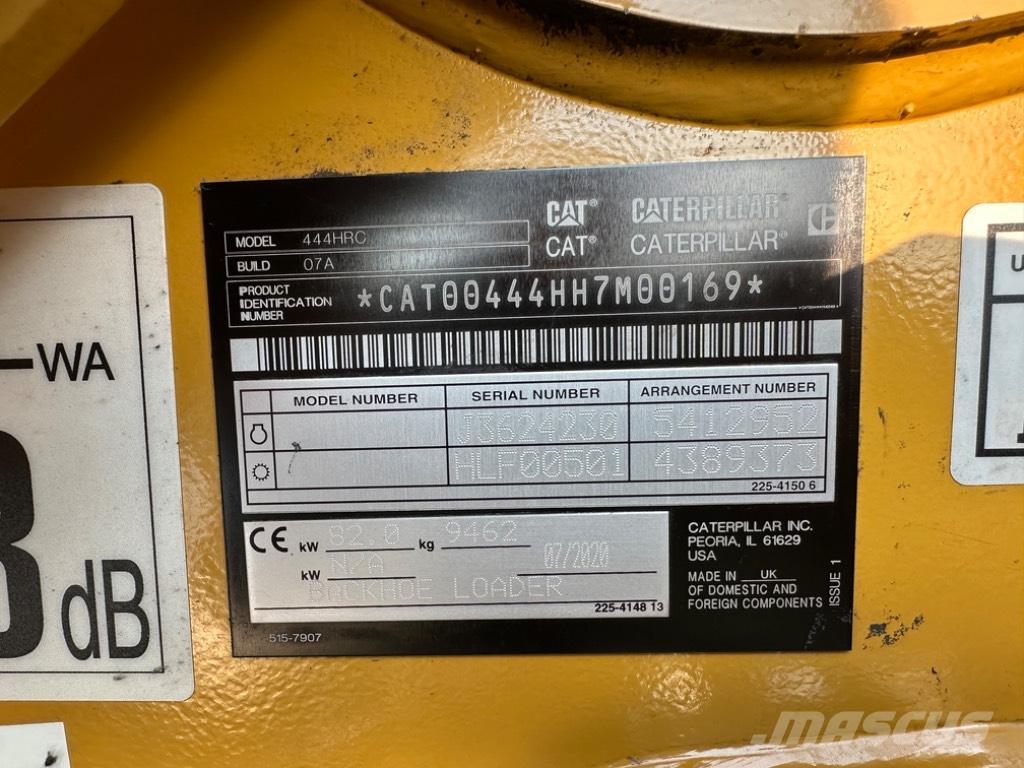 CAT® CATERPILLAR®
MODEL 444HRC CAT® CATERPILLAR®
BUILD 07A
PRODUCT IDENTIFICATION NUMBER *CAT00444HH7M00169*
MODEL NUMBER SERIAL NUMBER ARRANGEMENT NUMBER
J3624230 5412952
HLF00501 4389373
225-4150 6
CE kW 82.0 kg 9462
kW N/A 07/2020
BACKHOE LOADER
225-4148 13
CATERPILLAR INC.
PEORIA, IL 61629
USA
MADE IN UK
OF DOMESTIC AND
FOREIGN COMPONENTS
ISSUE 1
515-7907
WA
dB
MASCUS